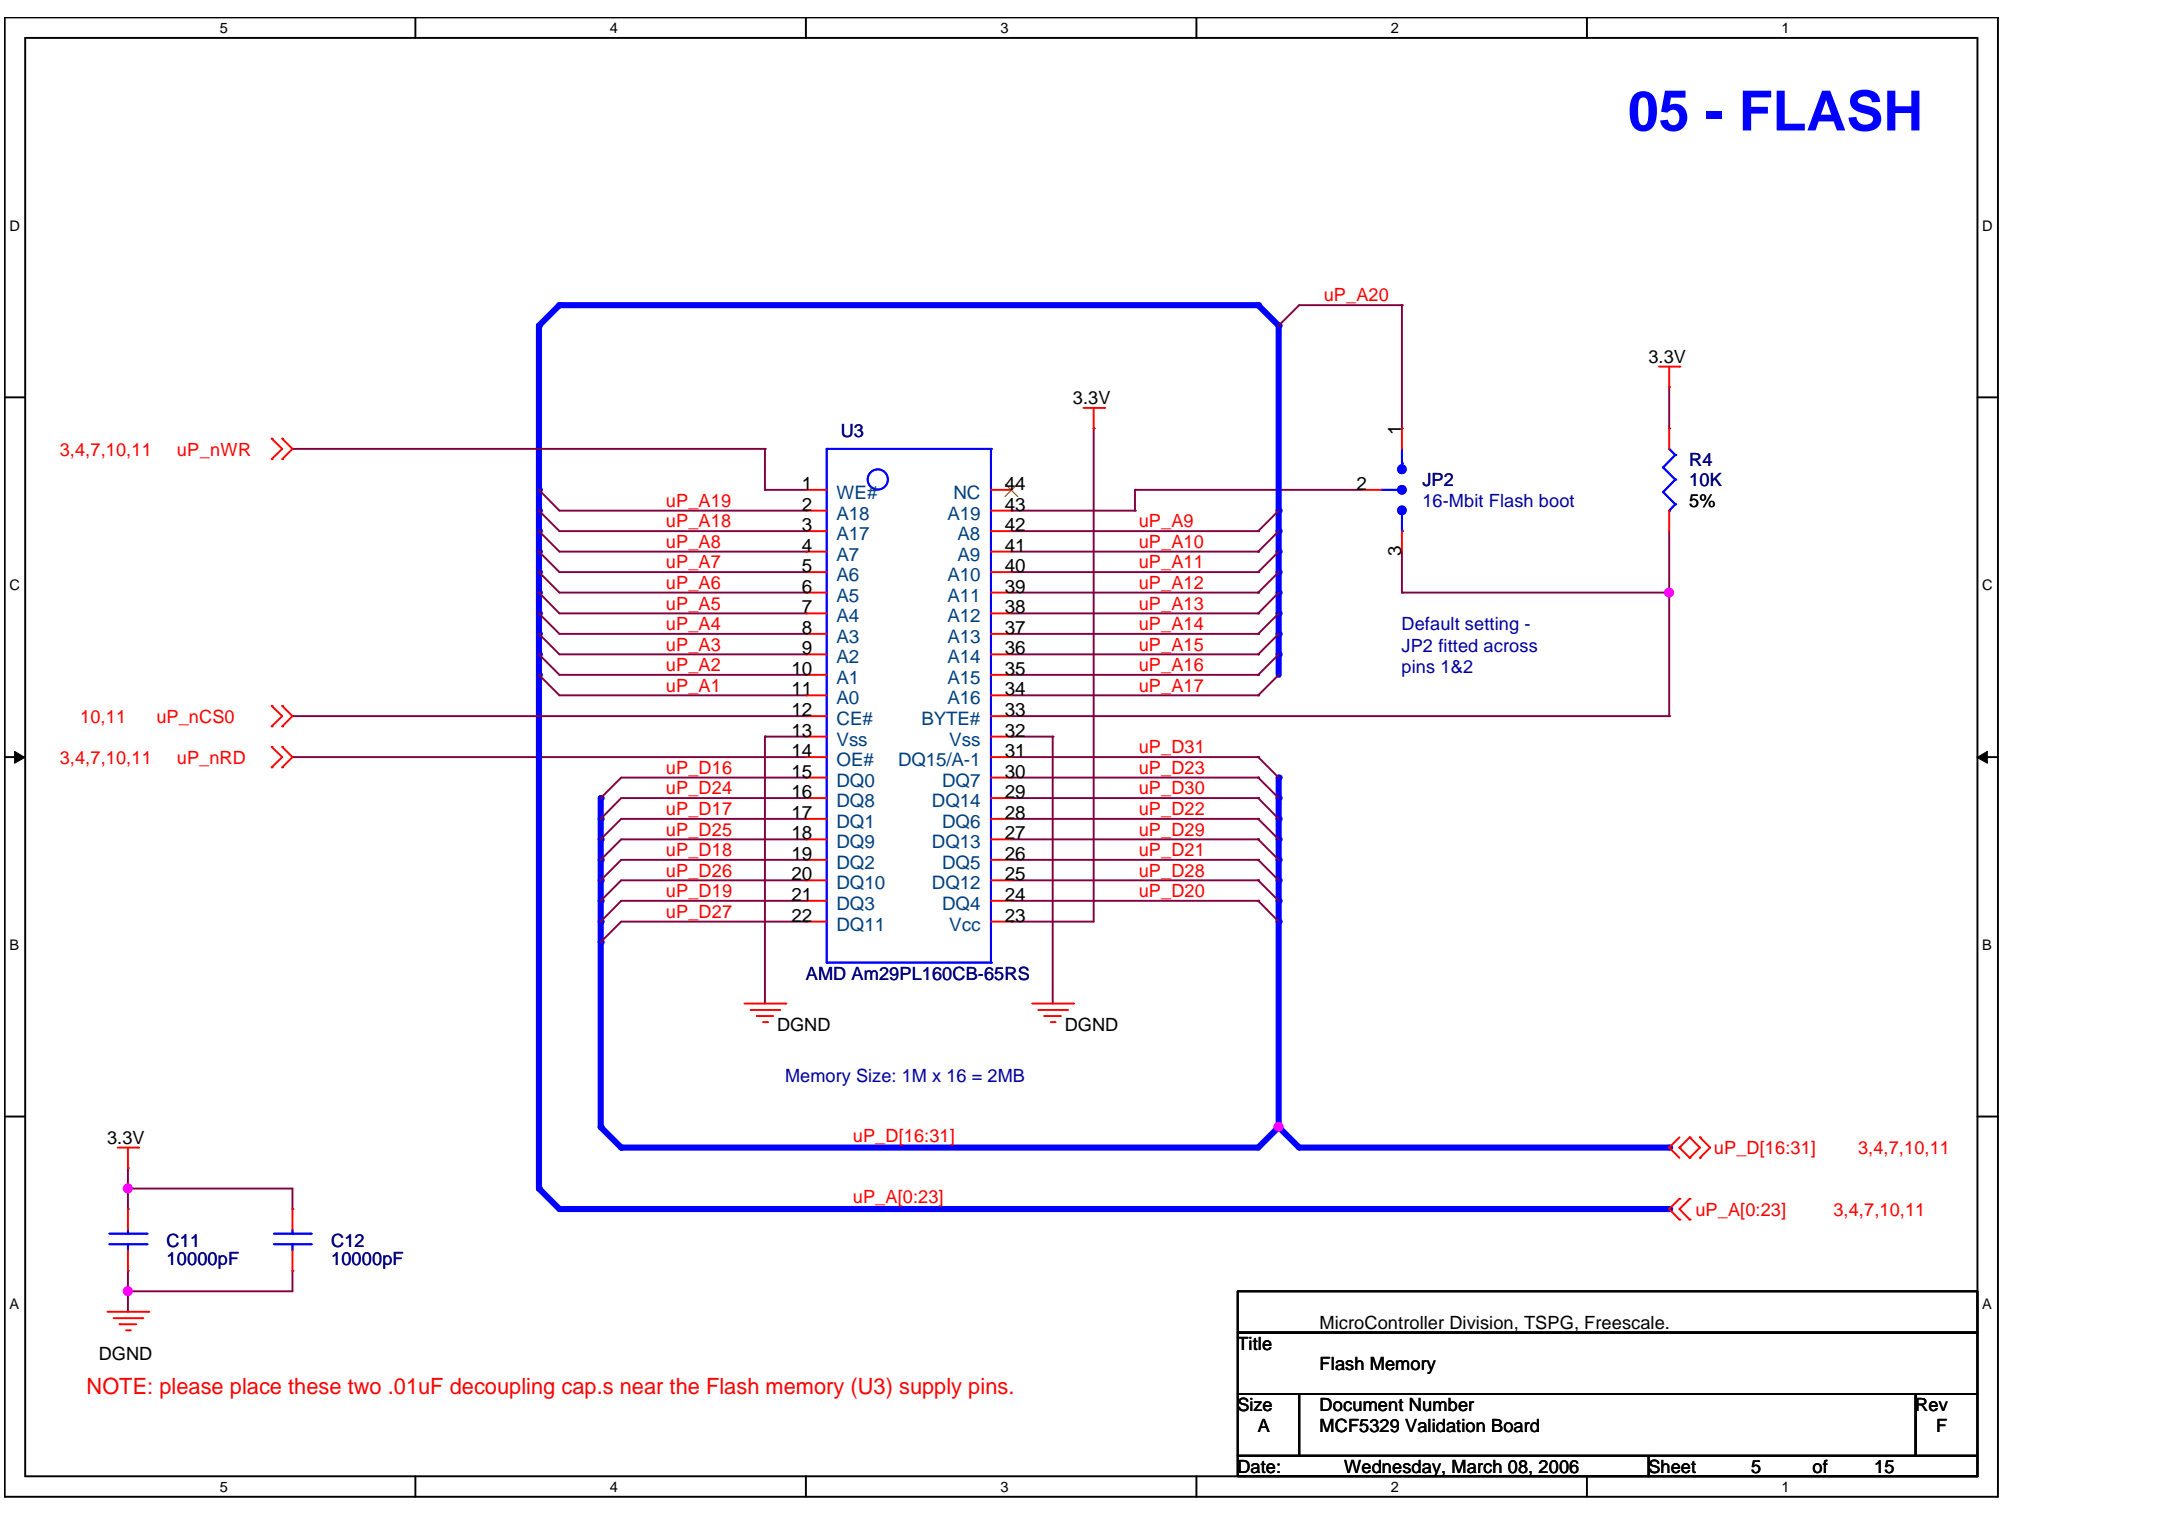 5 4 3 2 1
05 - FLASH
D D
C C
B B
A A
uP_A20
3.3V
3.3V
R4
10K
5%
1
2
3
JP2
16-Mbit Flash boot
Default setting -
JP2 fitted across
pins 1&2
3,4,7,10,11 uP_nWR
10,11 uP_nCS0
3,4,7,10,11 uP_nRD
U3
1 WE# NC 44
uP_A19 2 A18 A19 43
uP_A18 3 A17 A8 42 uP_A9
uP_A8 4 A7 A9 41 uP_A10
uP_A7 5 A6 A10 40 uP_A11
uP_A6 6 A5 A11 39 uP_A12
uP_A5 7 A4 A12 38 uP_A13
uP_A4 8 A3 A13 37 uP_A14
uP_A3 9 A2 A14 36 uP_A15
uP_A2 10 A1 A15 35 uP_A16
uP_A1 11 A0 A16 34 uP_A17
12 CE# BYTE# 33
13 Vss Vss 32
14 OE# DQ15/A-1 31 uP_D31
uP_D16 15 DQ0 DQ7 30 uP_D23
uP_D24 16 DQ8 DQ14 29 uP_D30
uP_D17 17 DQ1 DQ6 28 uP_D22
uP_D25 18 DQ9 DQ13 27 uP_D29
uP_D18 19 DQ2 DQ5 26 uP_D21
uP_D26 20 DQ10 DQ12 25 uP_D28
uP_D19 21 DQ3 DQ4 24 uP_D20
uP_D27 22 DQ11 Vcc 23
AMD Am29PL160CB-65RS
DGND DGND
Memory Size: 1M x 16 = 2MB
uP_D[16:31] uP_D[16:31] 3,4,7,10,11
uP_A[0:23] uP_A[0:23] 3,4,7,10,11
3.3V
C11
10000pF
C12
10000pF
DGND
NOTE: please place these two .01uF decoupling cap.s near the Flash memory (U3) supply pins.
MicroController Division, TSPG, Freescale.
Title
Flash Memory
Size Document Number Rev
A MCF5329 Validation Board F
Date: Wednesday, March 08, 2006 Sheet 5 of 15
5 4 3 2 1